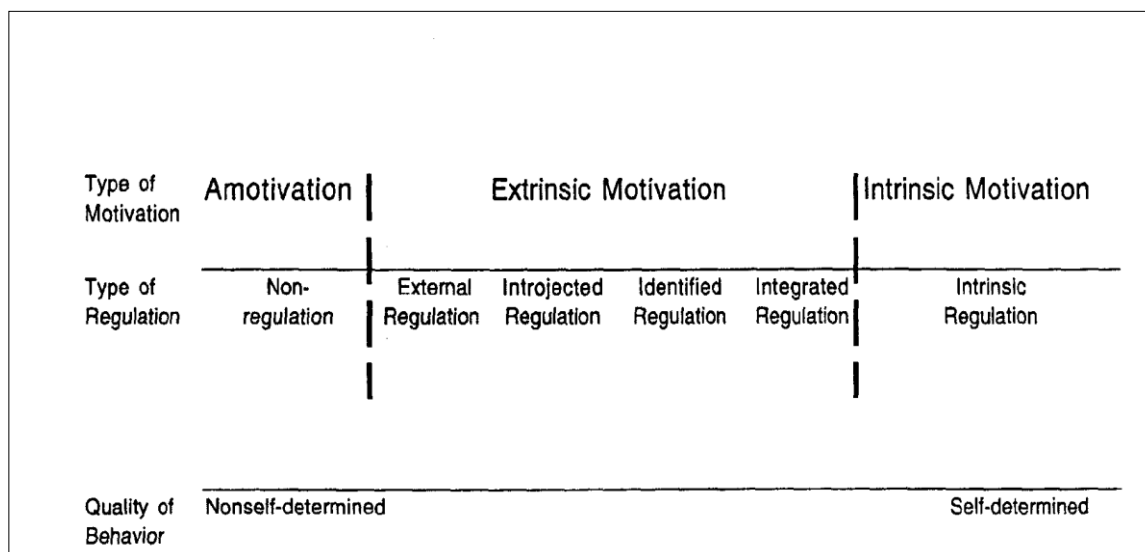 Type of Motivation Amotivation Extrinsic Motivation Intrinsic Motivation
Type of Regulation Non-regulation External Regulation Introjected Regulation Identified Regulation Integrated Regulation Intrinsic Regulation
Quality of Behavior Nonself-determined Self-determined